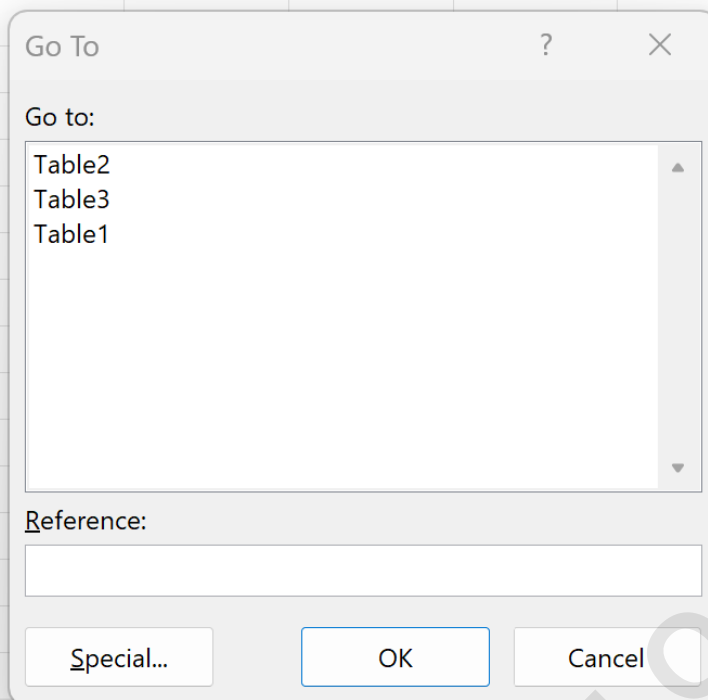 Go To ?
Go to:
Table2
Table3
Table1
Reference:
Special... OK Cancel